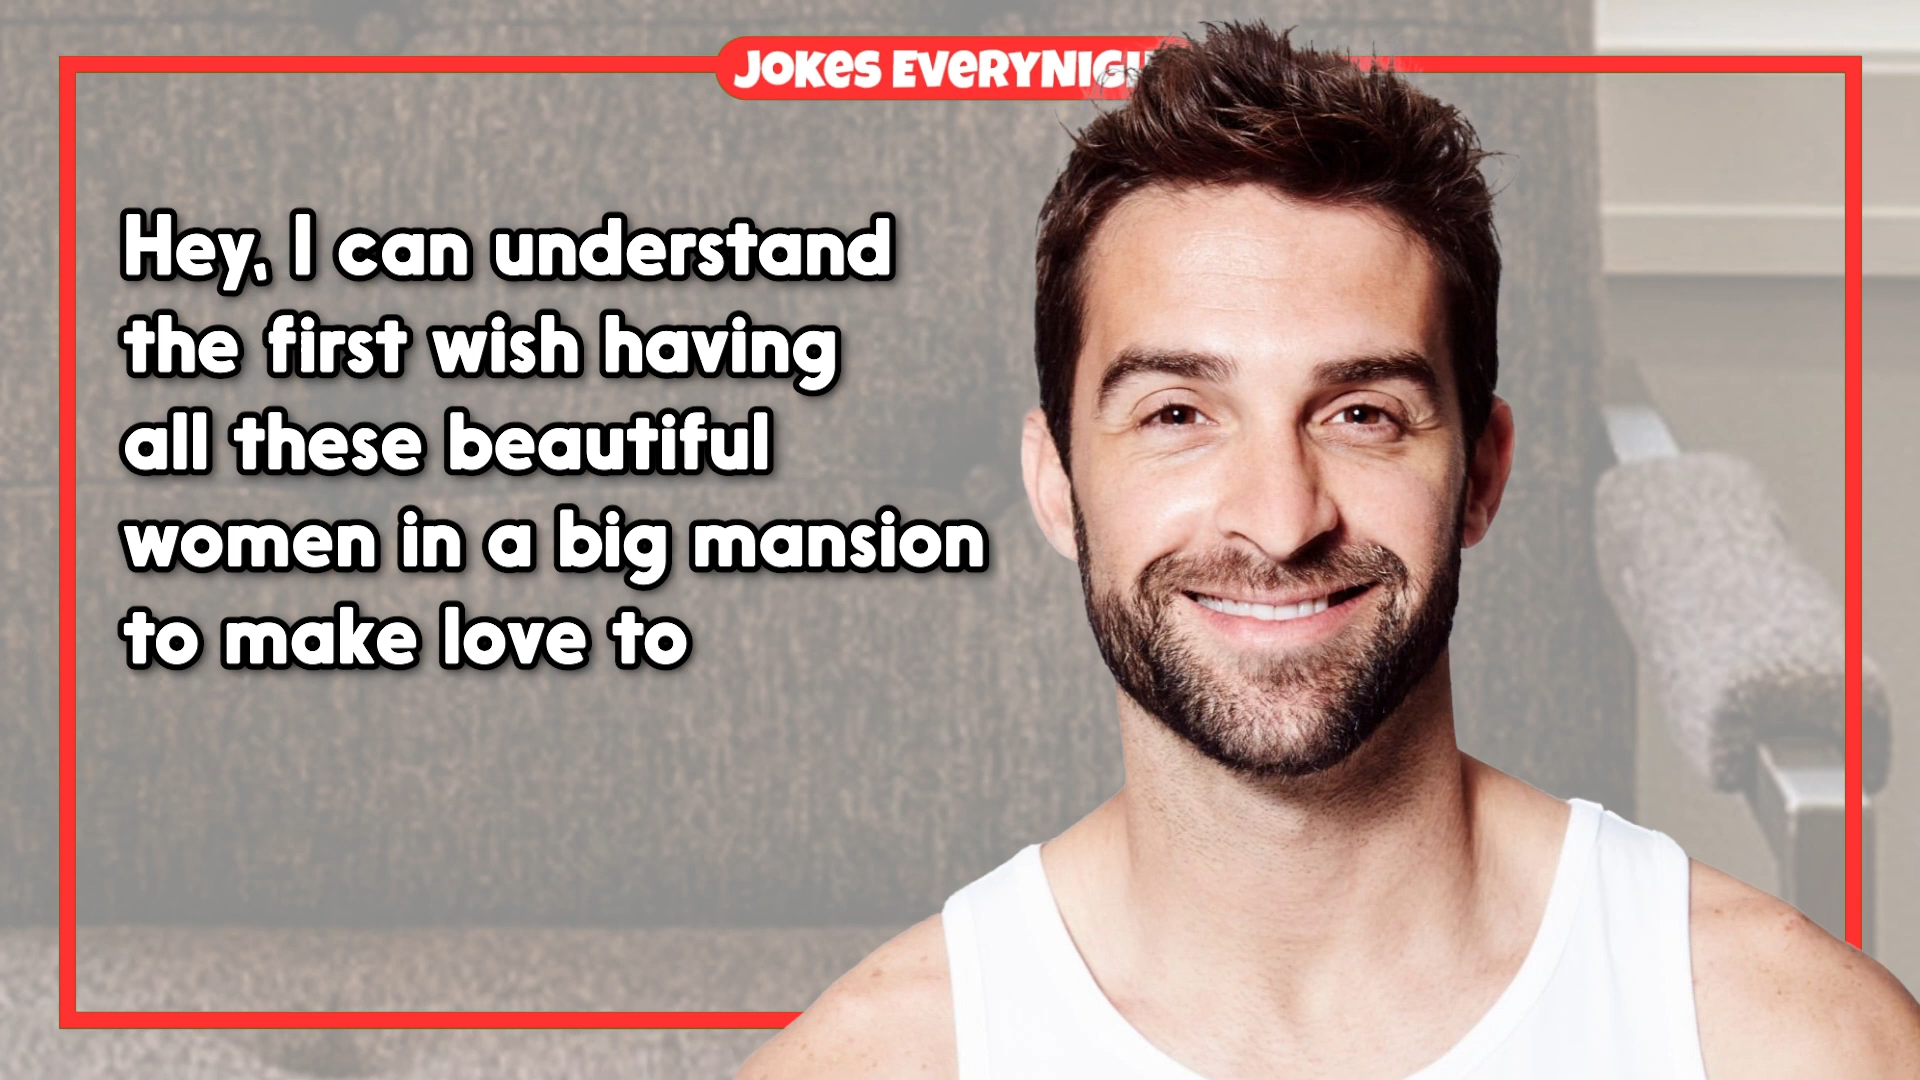 JOKES EVERYNIGH
Hey, I can understand
the first wish having
all these beautiful
women in a big mansion
to make love to